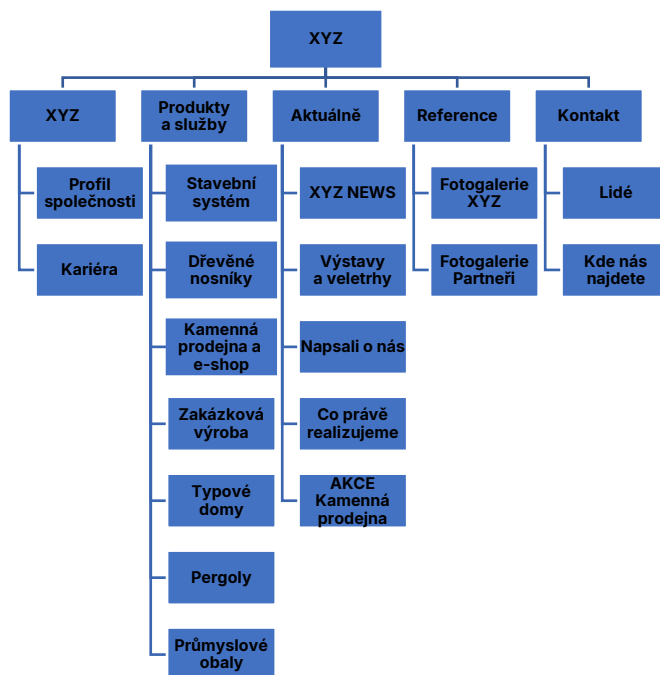 XYZ
XYZ
Produkty
a služby
Aktuálně
Reference
Kontakt
Profil
společnosti
Kariéra
Stavební
systém
Dřevěné
nosníky
Kamenná
prodejna a
e-shop
Zakázková
výroba
Typové
domy
Pergoly
Průmyslové
obaly
XYZ NEWS
Výstavy
a veletrhy
Napsali o nás
Co právě
realizujeme
AKCE
Kamenná
prodejna
Fotogalerie
XYZ
Fotogalerie
Partneři
Lidé
Kde nás
najdete